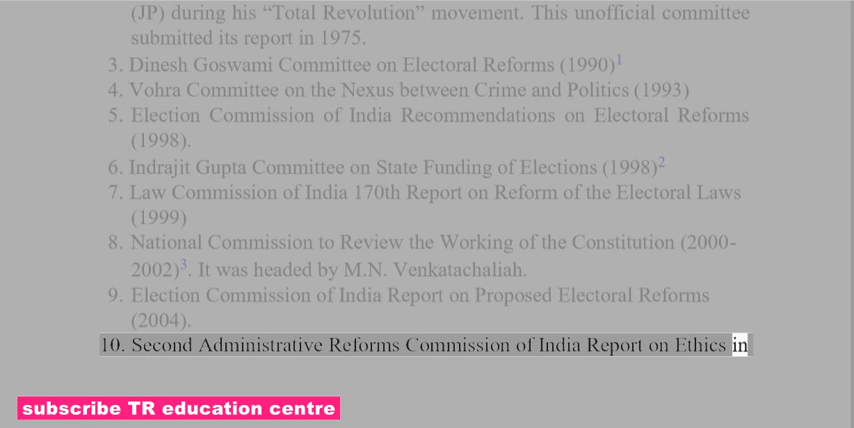 (JP) during his “Total Revolution” movement. This unofficial committee
submitted its report in 1975.
3. Dinesh Goswami Committee on Electoral Reforms (1990)1
4. Vohra Committee on the Nexus between Crime and Politics (1993)
5. Election Commission of India Recommendations on Electoral Reforms
(1998).
6. Indrajit Gupta Committee on State Funding of Elections (1998)2
7. Law Commission of India 170th Report on Reform of the Electoral Laws
(1999)
8. National Commission to Review the Working of the Constitution (2000-
2002)3. It was headed by M.N. Venkatachaliah.
9. Election Commission of India Report on Proposed Electoral Reforms
(2004).
10. Second Administrative Reforms Commission of India Report on Ethics in
subscribe TR education centre